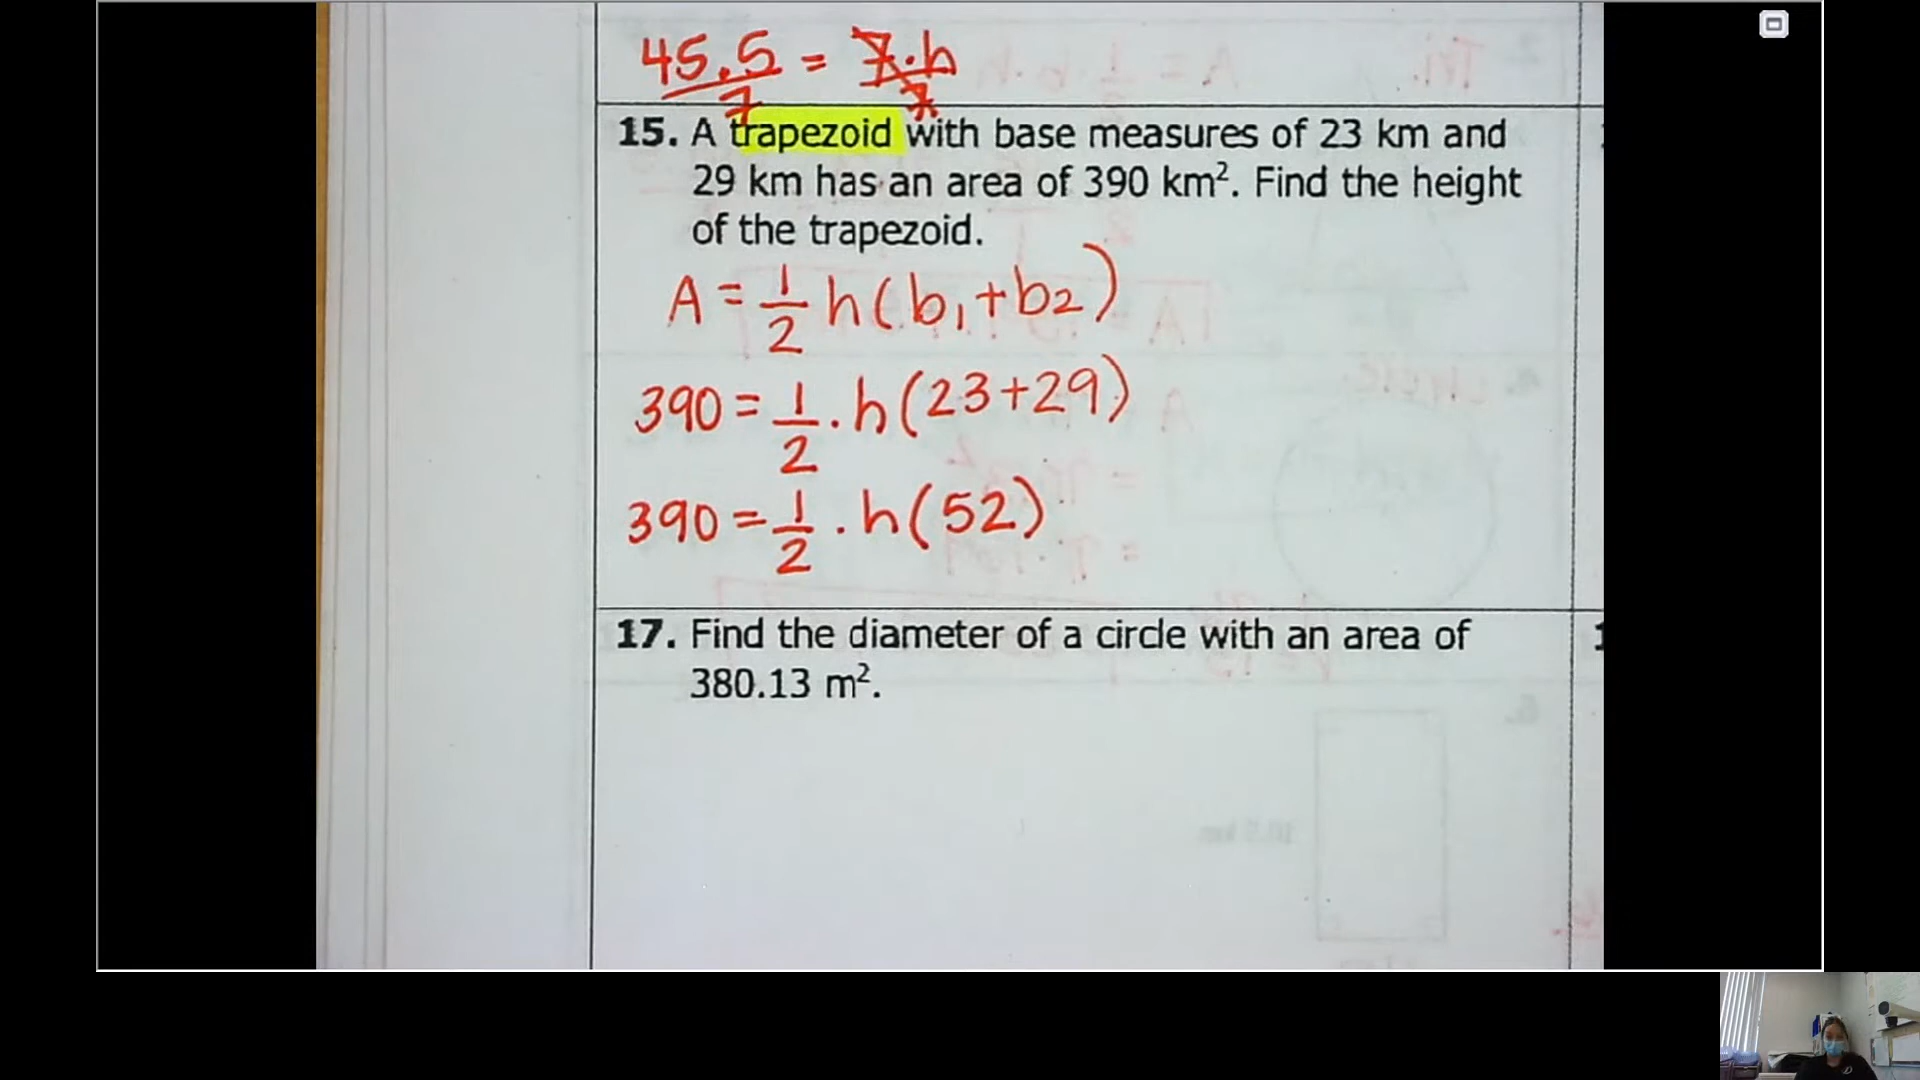 45.5/7 = 7·h/7
15. A trapezoid with base measures of 23 km and
29 km has an area of 390 km². Find the height
of the trapezoid.
A = 1/2 h(b₁+b₂)
390 = 1/2 · h(23+29)
390 = 1/2 · h(52)
17. Find the diameter of a circle with an area of
380.13 m².